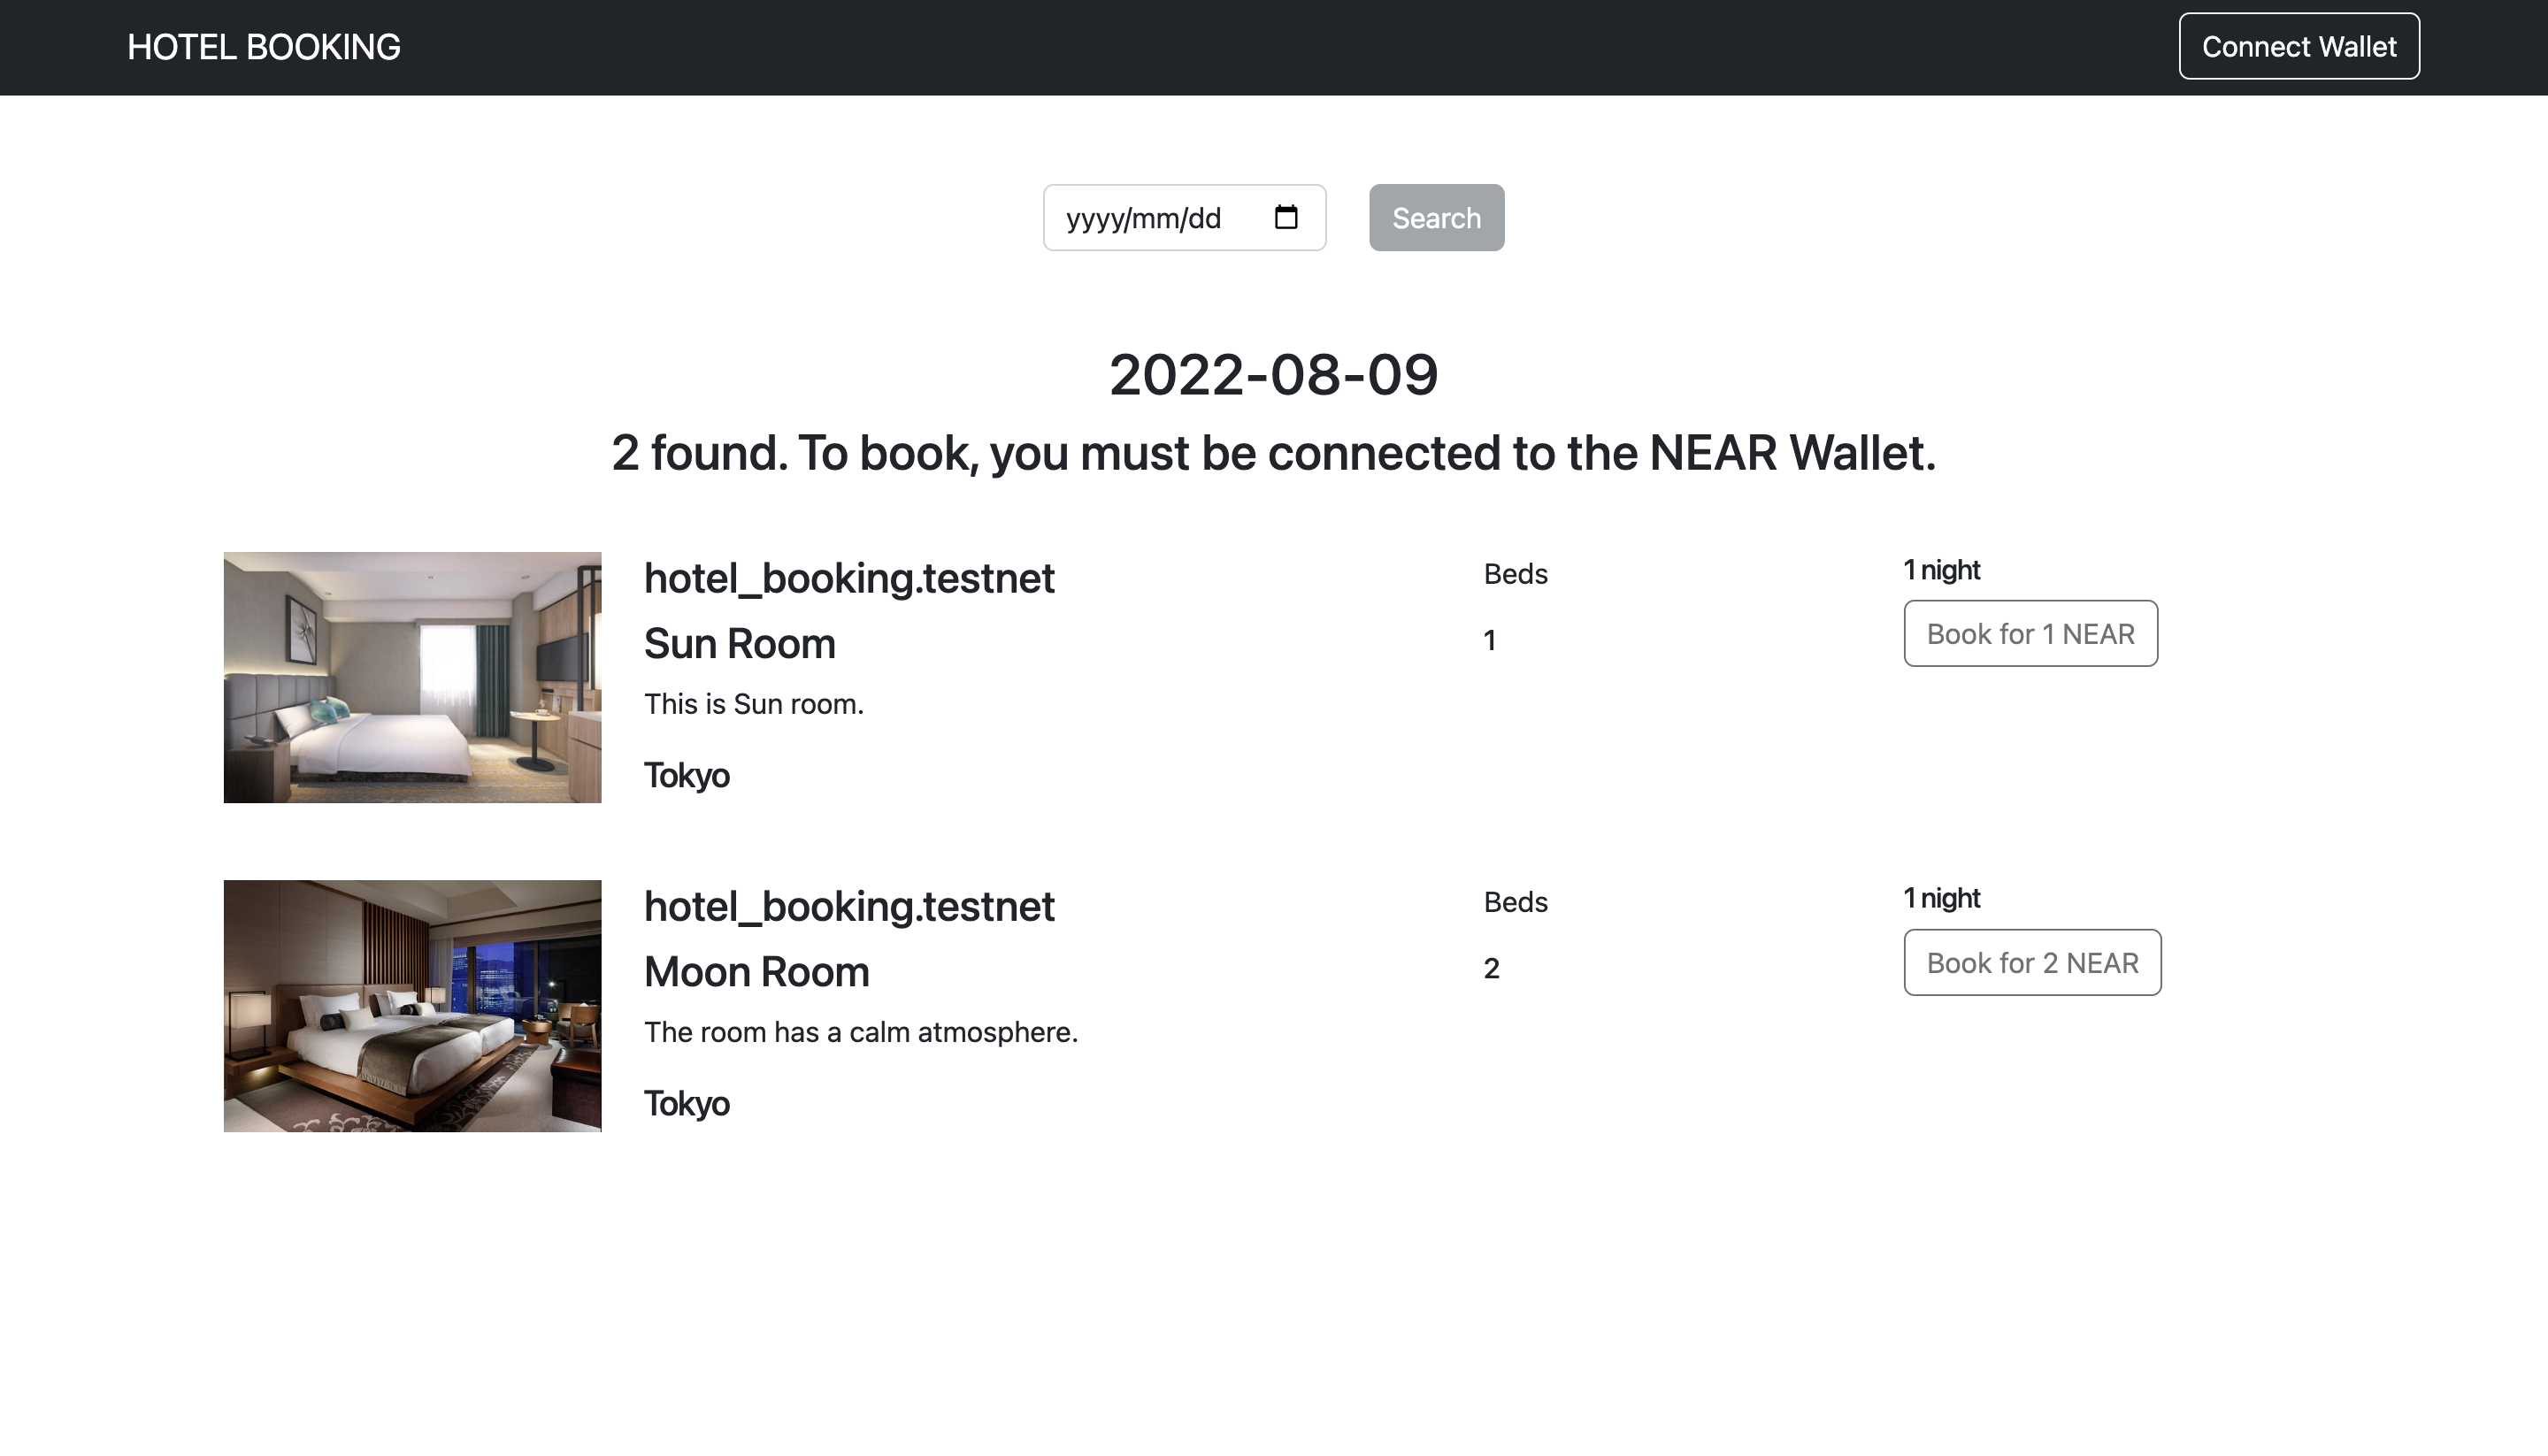 HOTEL BOOKING
Connect Wallet
yyyy/mm/dd
Search
2022-08-09
2 found. To book, you must be connected to the NEAR Wallet.
hotel_booking.testnet
Sun Room
This is Sun room.
Tokyo
Beds
1
1 night
Book for 1 NEAR
hotel_booking.testnet
Moon Room
The room has a calm atmosphere.
Tokyo
Beds
2
1 night
Book for 2 NEAR